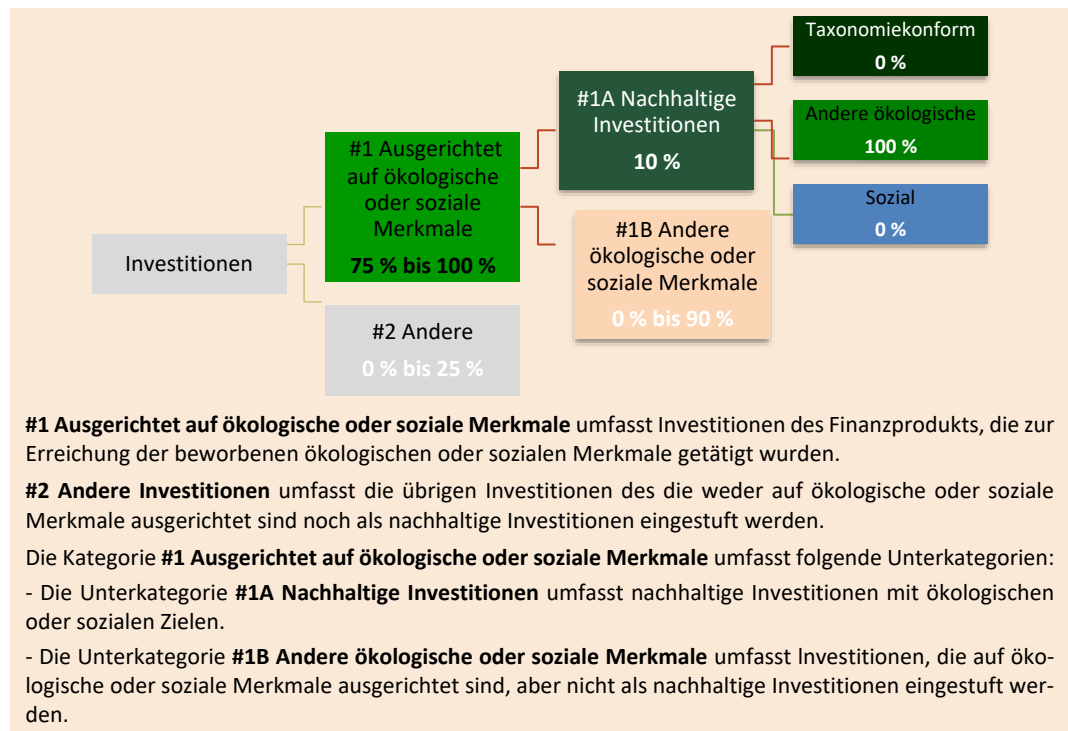 Taxonomiekonform
0 %
#1A Nachhaltige
Investitionen
10 %
Andere ökologische
100 %
#1 Ausgerichtet
auf ökologische
oder soziale
Merkmale
75 % bis 100 %
Sozial
0 %
#1B Andere
ökologische oder
soziale Merkmale
0 % bis 90 %
Investitionen
#2 Andere
0 % bis 25 %
#1 Ausgerichtet auf ökologische oder soziale Merkmale umfasst Investitionen des Finanzprodukts, die zur
Erreichung der beworbenen ökologischen oder sozialen Merkmale getätigt wurden.
#2 Andere Investitionen umfasst die übrigen Investitionen des die weder auf ökologische oder soziale
Merkmale ausgerichtet sind noch als nachhaltige Investitionen eingestuft werden.
Die Kategorie #1 Ausgerichtet auf ökologische oder soziale Merkmale umfasst folgende Unterkategorien:
- Die Unterkategorie #1A Nachhaltige Investitionen umfasst nachhaltige Investitionen mit ökologischen
oder sozialen Zielen.
- Die Unterkategorie #1B Andere ökologische oder soziale Merkmale umfasst Investitionen, die auf öko-
logische oder soziale Merkmale ausgerichtet sind, aber nicht als nachhaltige Investitionen eingestuft wer-
den.